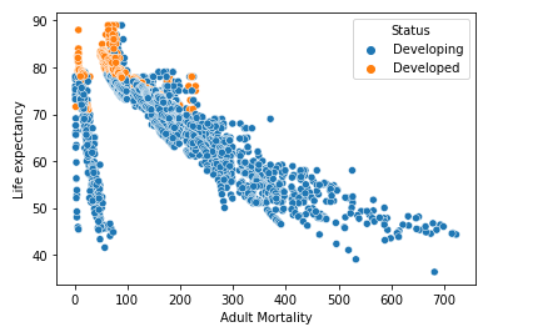 Status
Developing
Developed
90
80
70
60
50
40
Life expectancy
0 100 200 300 400 500 600 700
Adult Mortality